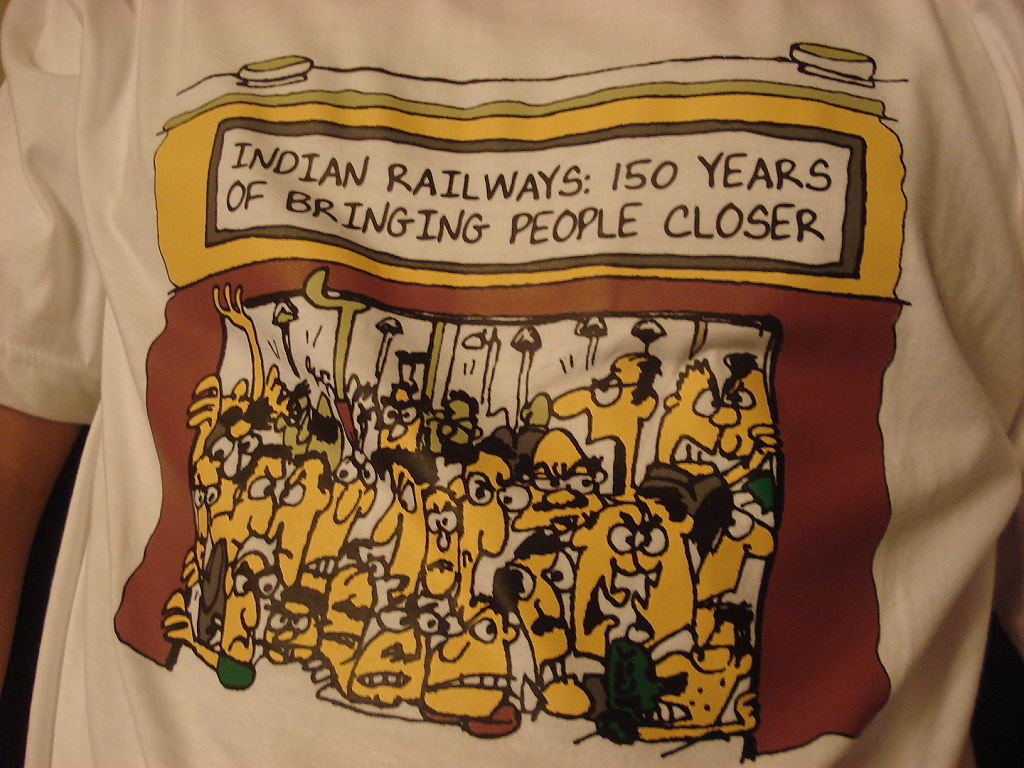 INDIAN RAILWAYS: 150 YEARS
OF BRINGING PEOPLE CLOSER